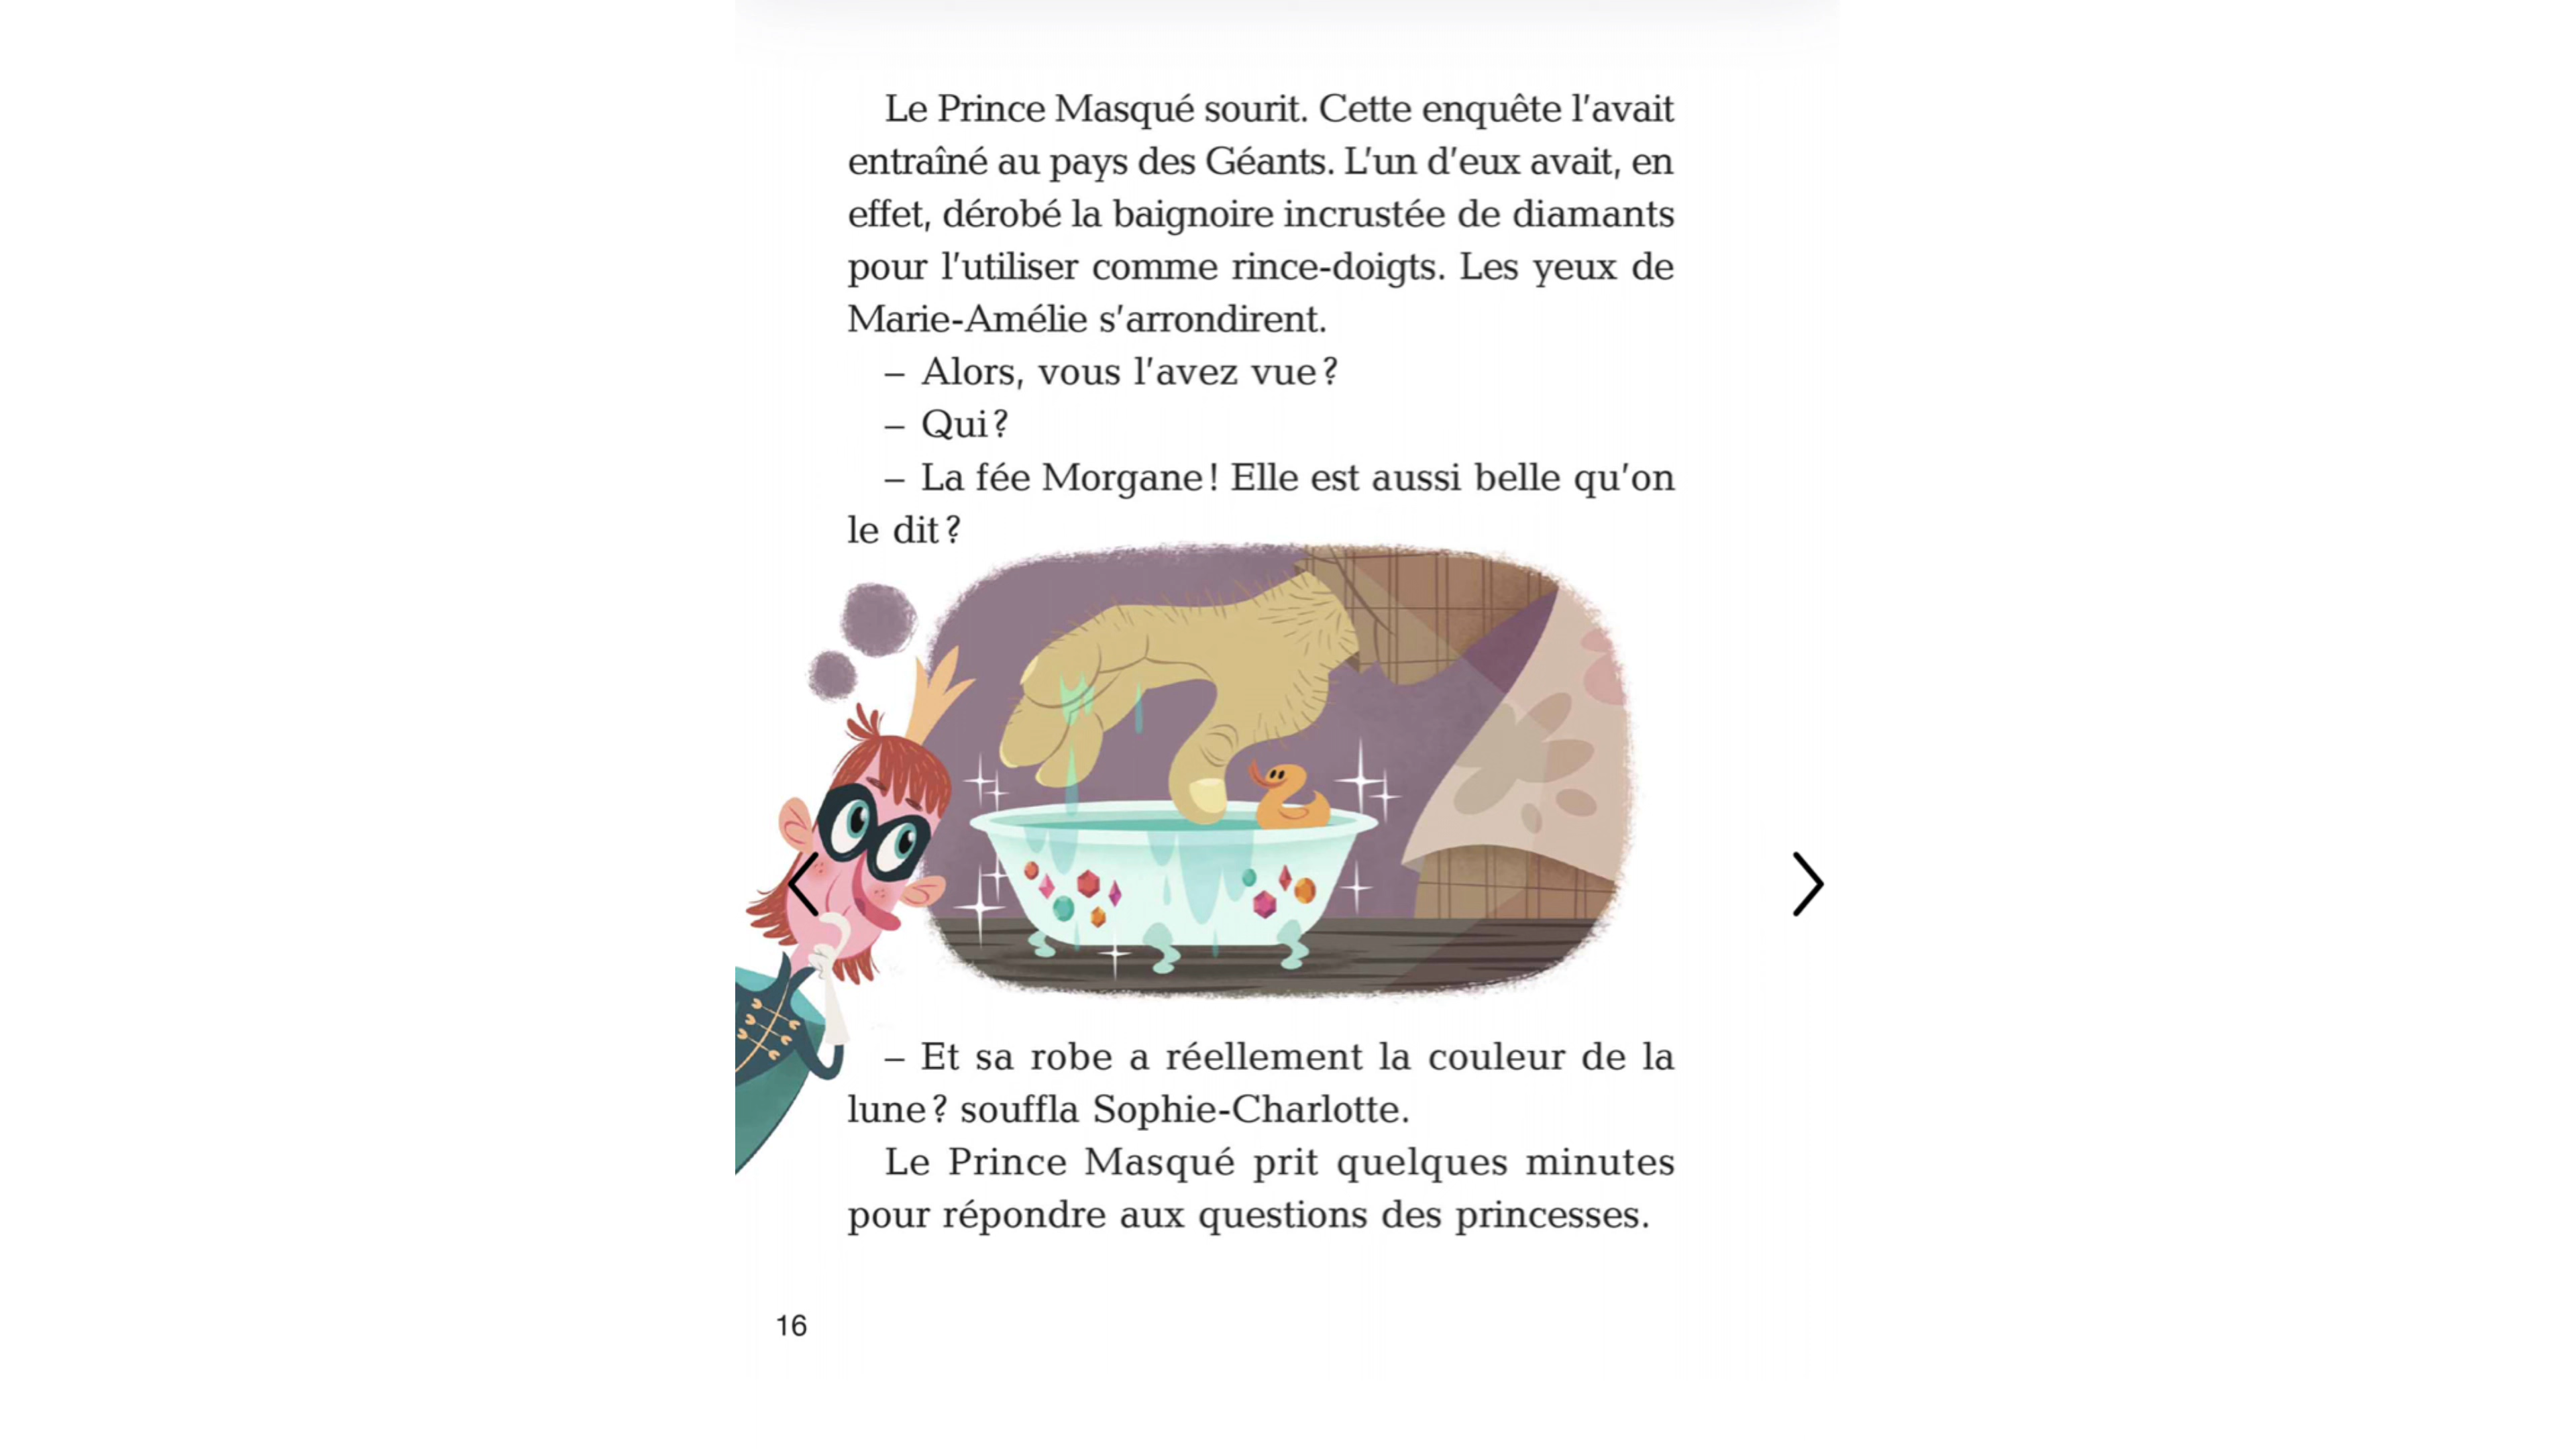 Le Prince Masqué sourit. Cette enquête l’avait
entraîné au pays des Géants. L’un d’eux avait, en
effet, dérobé la baignoire incrustée de diamants
pour l’utiliser comme rince-doigts. Les yeux de
Marie-Amélie s’arrondirent.
– Alors, vous l’avez vue ?
– Qui ?
– La fée Morgane ! Elle est aussi belle qu’on
le dit ?
– Et sa robe a réellement la couleur de la
lune ? souffla Sophie-Charlotte.
Le Prince Masqué prit quelques minutes
pour répondre aux questions des princesses.
16